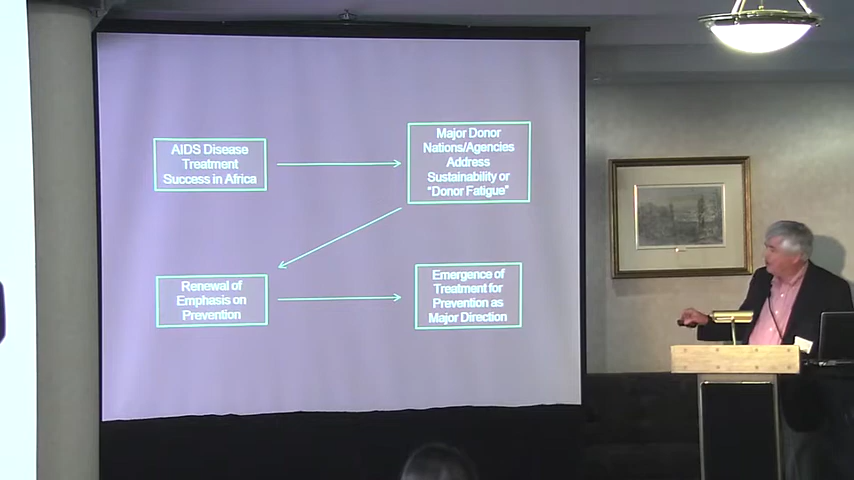 AIDS Disease
Treatment
Success in Africa
Major Donor
Nations/Agencies
Address
Sustainability or
"Donor Fatigue"
Renewal of
Emphasis on
Prevention
Emergence of
Treatment for
Prevention as
Major Direction